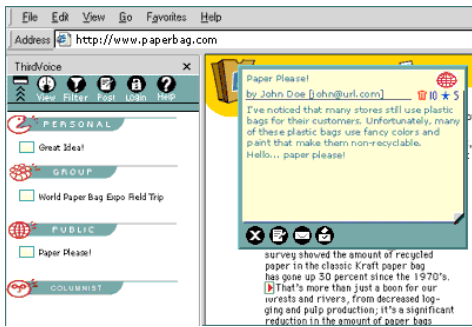 File Edit View Go Favorites Help
Address http://www.paperbag.com
ThirdVoice ×
View Filter Post Login Help
PERSONAL
Great Idea!
GROUP
World Paper Bag Expo Field Trip
PUBLIC
Paper Please!
COLUMNIST
Paper Please!
by John Doe [john@url.com] 10 ★ 5
I've noticed that many stores still use plastic
bags for their customers. Unfortunately, many
of these plastic bags use fancy colors and
paint that make them non-recyclable.
Hello... paper please!
survey showed the amount of recycled
paper in the classic Kraft paper bag
has gone up 30 percent since the 1970's.
That's more than just a boon for our
forests and rivers, from decreased log-
ging and pulp production; it's a significant
reduction in the amount of paper bags